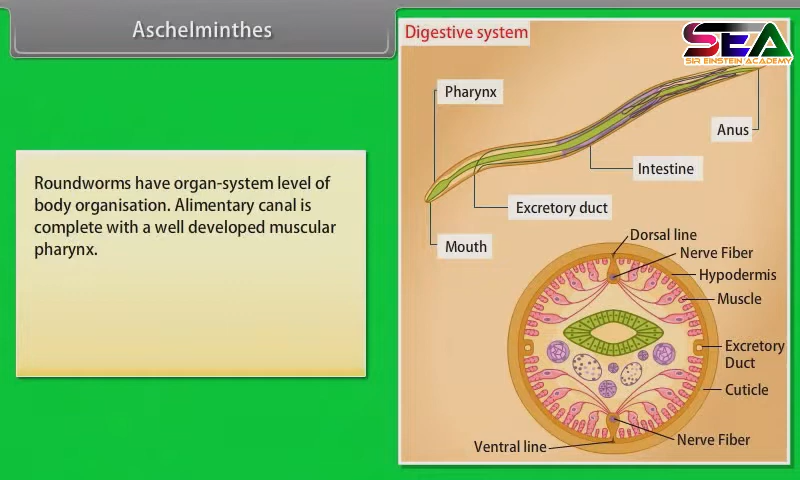 Aschelminthes
Digestive system
SEA
SIR EINSTEIN ACADEMY
Roundworms have organ-system level of
body organisation. Alimentary canal is
complete with a well developed muscular
pharynx.
Pharynx
Anus
Intestine
Excretory duct
Mouth
Dorsal line
Nerve Fiber
Hypodermis
Muscle
Excretory
Duct
Cuticle
Nerve Fiber
Ventral line